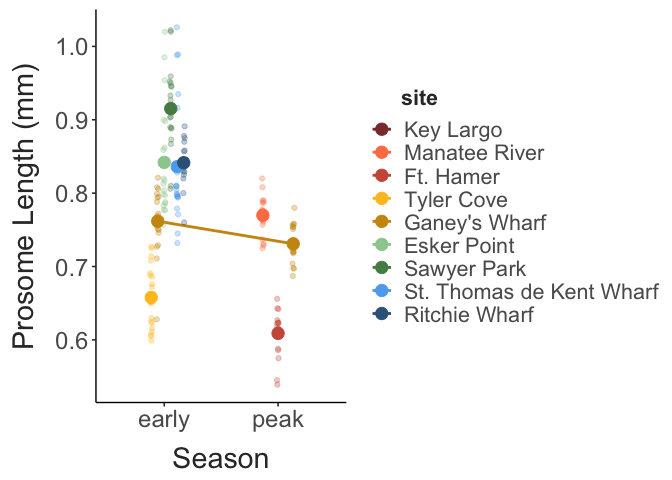 1.0
0.9
0.8
0.7
0.6
Prosome Length (mm)
early
peak
Season
site
Key Largo
Manatee River
Ft. Hamer
Tyler Cove
Ganey's Wharf
Esker Point
Sawyer Park
St. Thomas de Kent Wharf
Ritchie Wharf